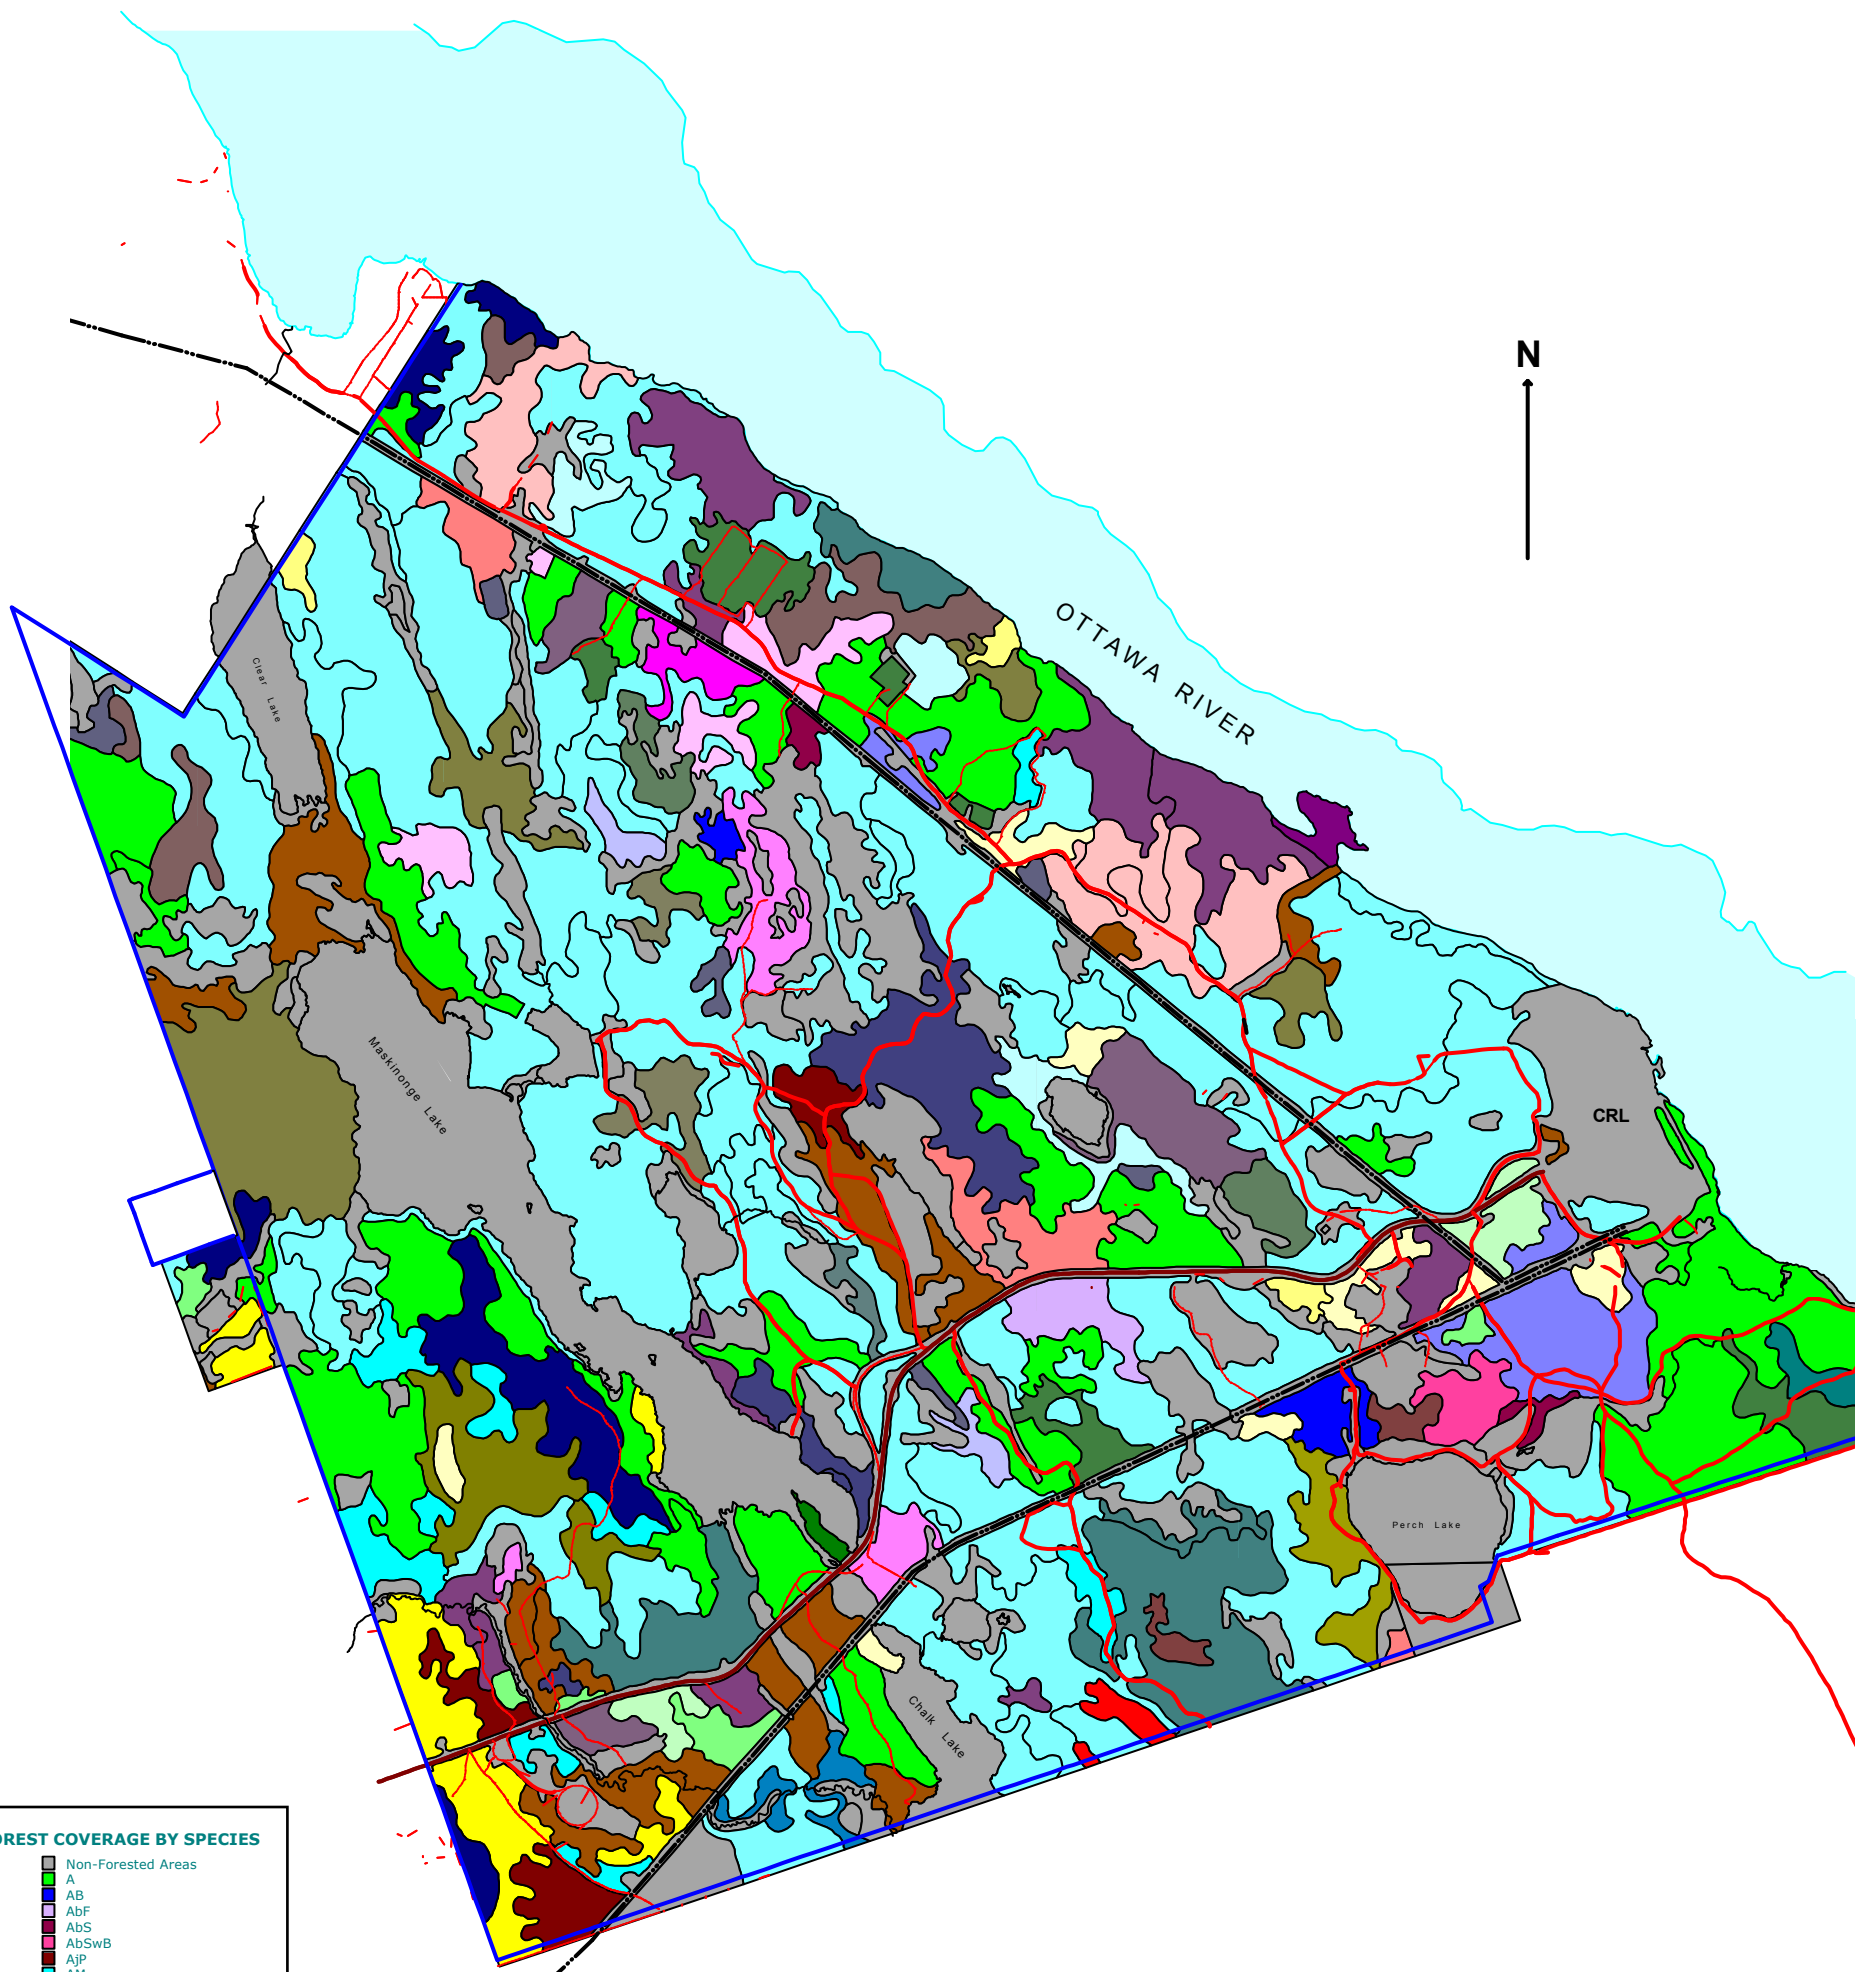 N
OTTAWA RIVER
Clear Lake
Maskinonge Lake
CRL
Perch Lake
Chalk Lake
OREST COVERAGE BY SPECIES
Non-Forested Areas
A
AB
AbF
AbS
AbSwB
AjP